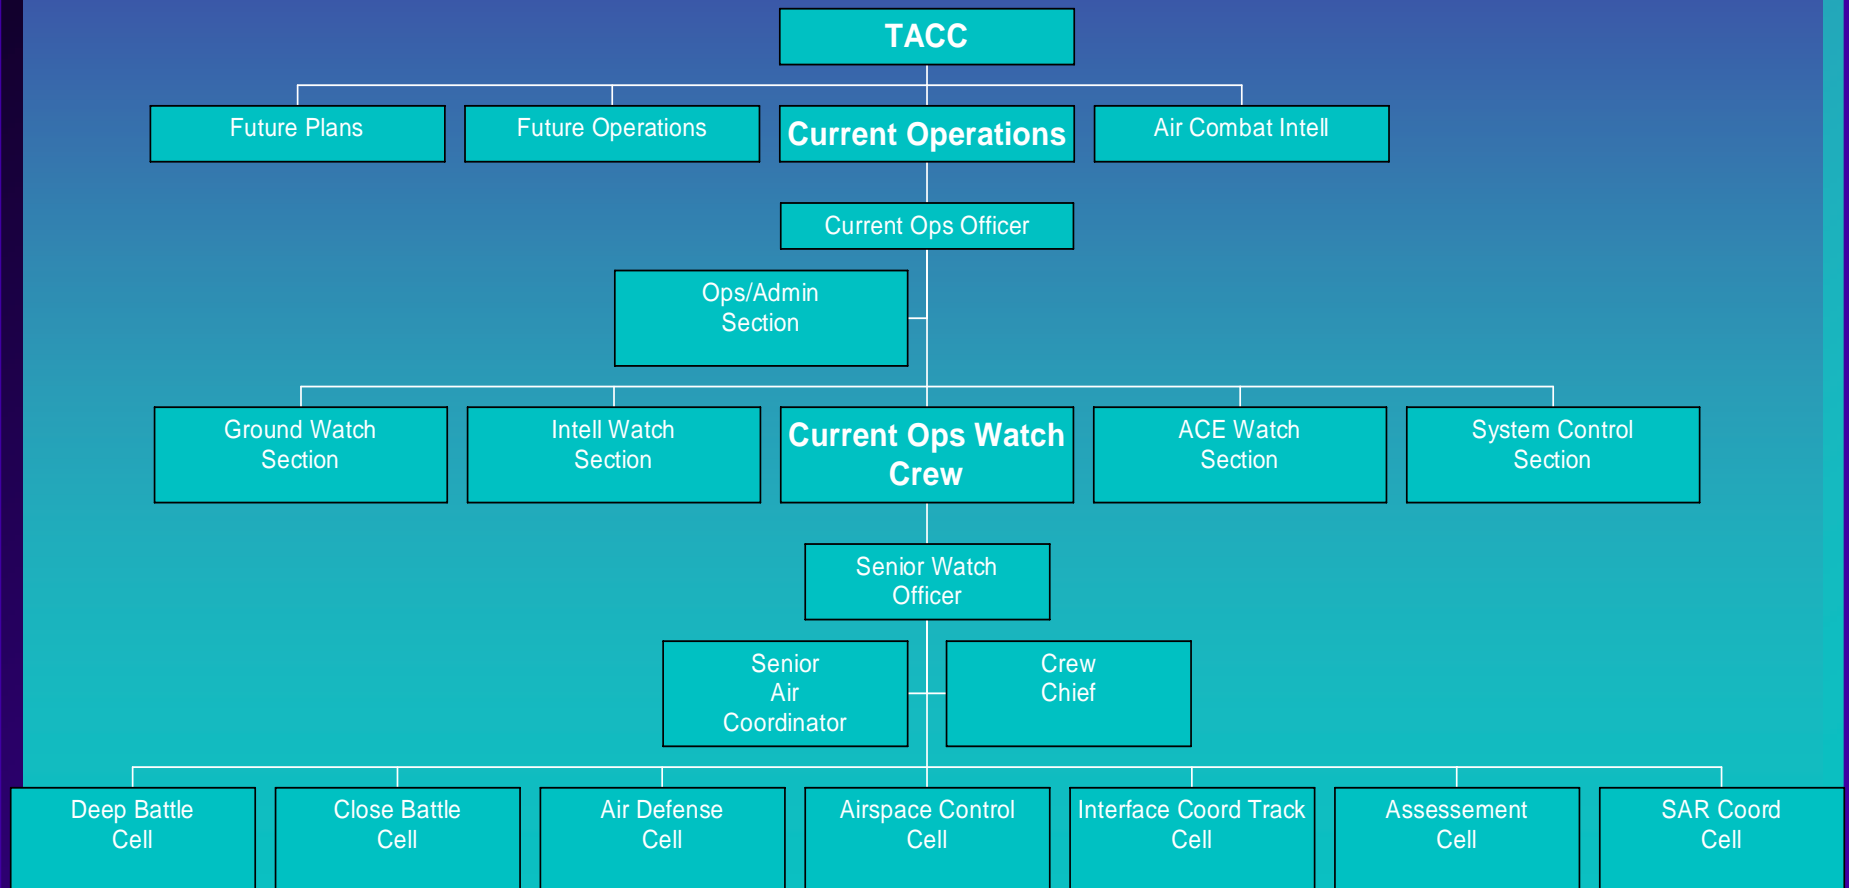 TACC
Future Plans
Future Operations
Current Operations
Air Combat Intell
Current Ops Officer
Ops/Admin
Section
Ground Watch
Section
Intell Watch
Section
Current Ops Watch
Crew
ACE Watch
Section
System Control
Section
Senior Watch
Officer
Senior
Air
Coordinator
Crew
Chief
Deep Battle
Cell
Close Battle
Cell
Air Defense
Cell
Airspace Control
Cell
Interface Coord Track
Cell
Assessement
Cell
SAR Coord
Cell